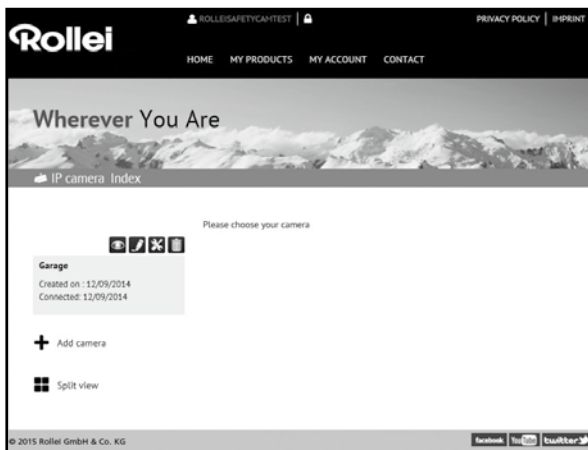 Rollei
ROLLEISAFETYCAMTEST
PRIVACY POLICY | IMPRINT
HOME MY PRODUCTS MY ACCOUNT CONTACT
Wherever You Are
IP camera Index
Please choose your camera
Garage
Created on : 12/09/2014
Connected: 12/09/2014
Add camera
Split view
© 2015 Rollei GmbH & Co. KG
facebook YouTube twitter